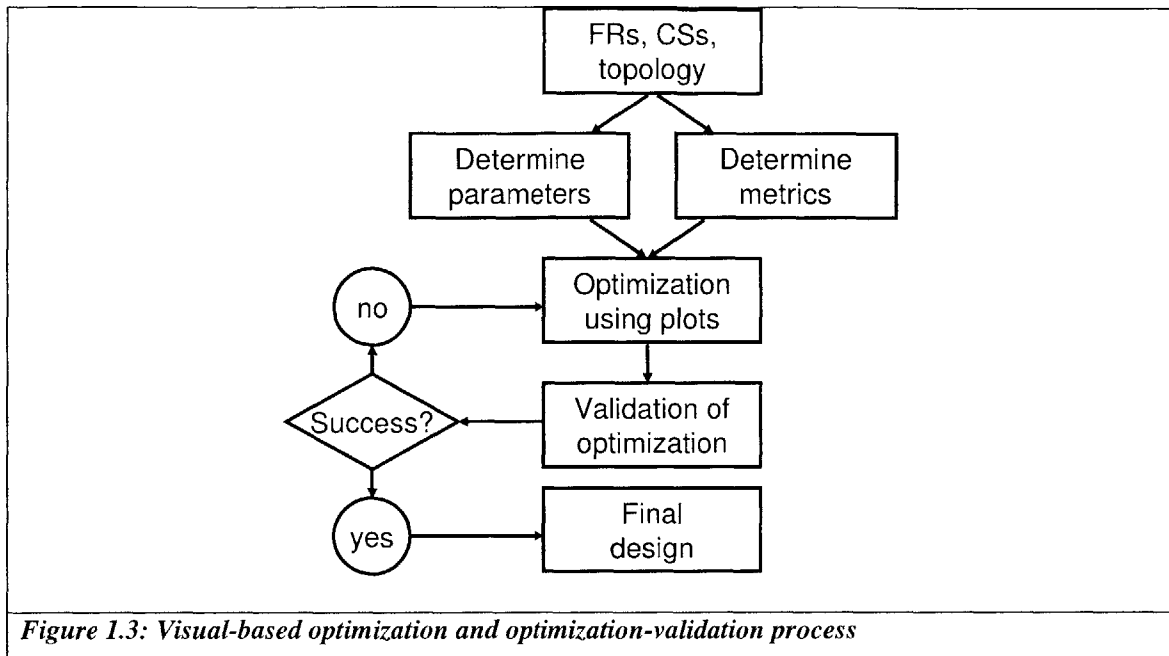 FRs, CSs,
topology
Determine
parameters
Determine
metrics
Optimization
using plots
no
Success?
Validation of
optimization
yes
Final
design
Figure 1.3: Visual-based optimization and optimization-validation process